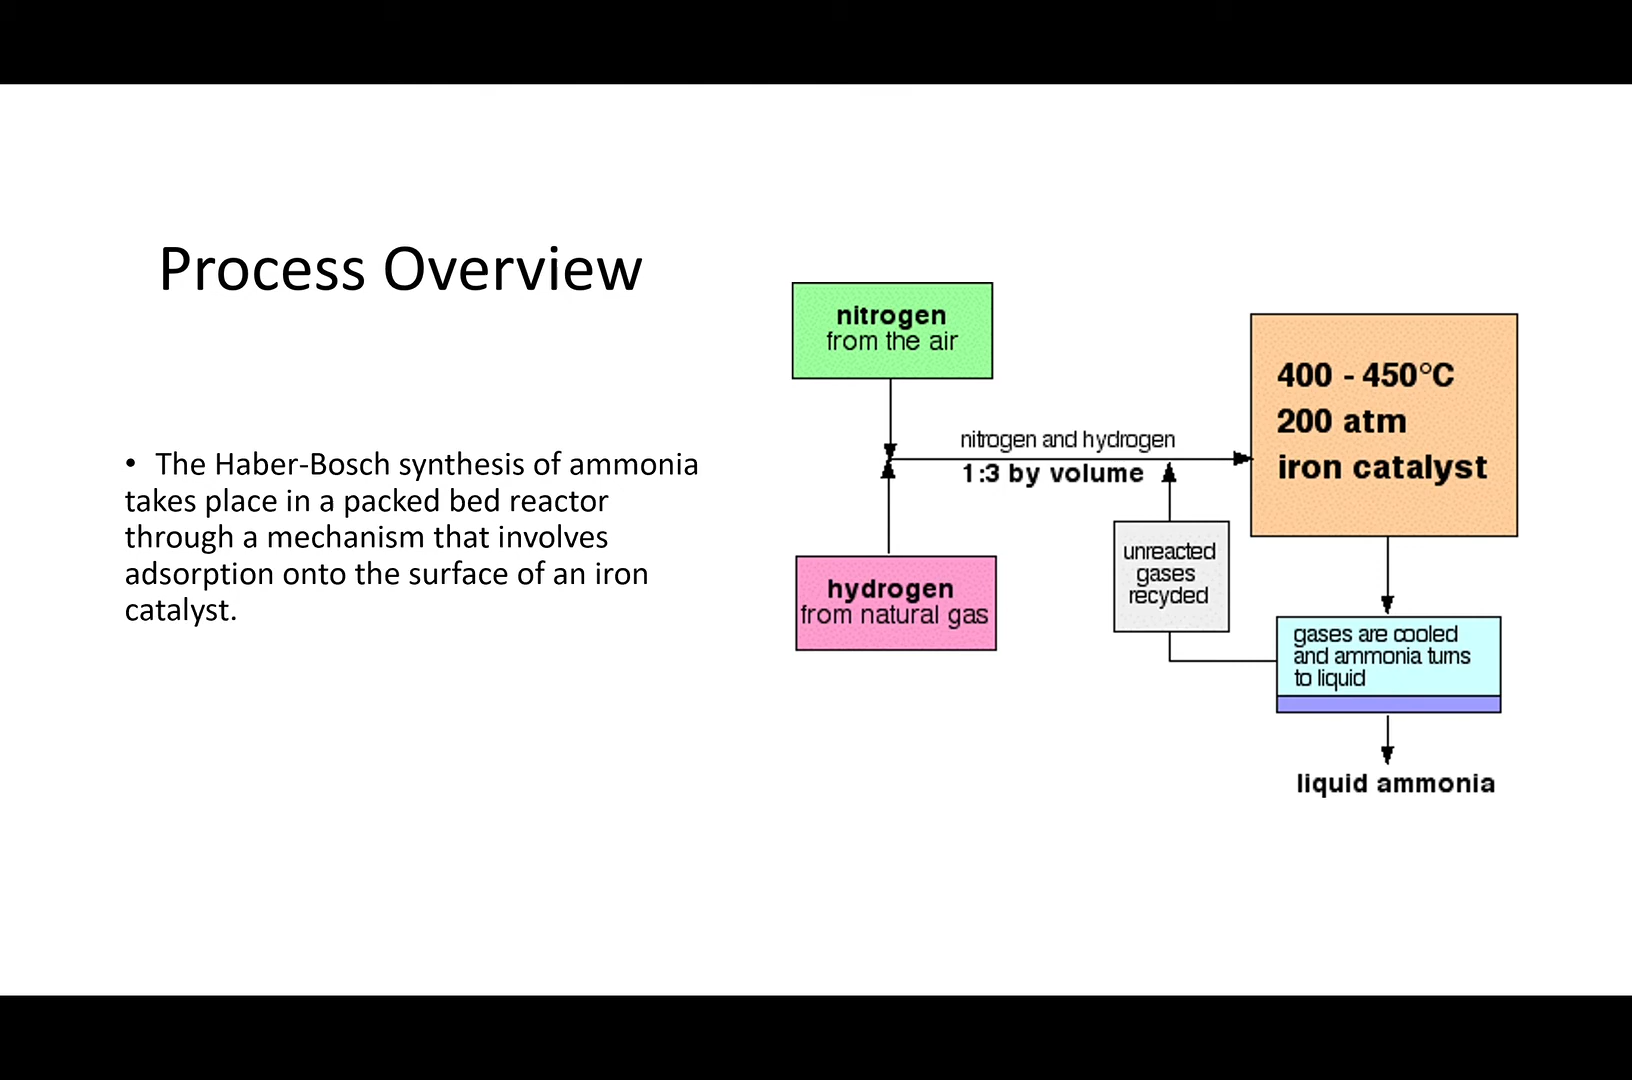 Process Overview
• The Haber-Bosch synthesis of ammonia
takes place in a packed bed reactor
through a mechanism that involves
adsorption onto the surface of an iron
catalyst.
nitrogen
from the air
nitrogen and hydrogen
1:3 by volume
hydrogen
from natural gas
400 - 450°C
200 atm
iron catalyst
unreacted
gases
recycled
gases are cooled
and ammonia turns
to liquid
liquid ammonia